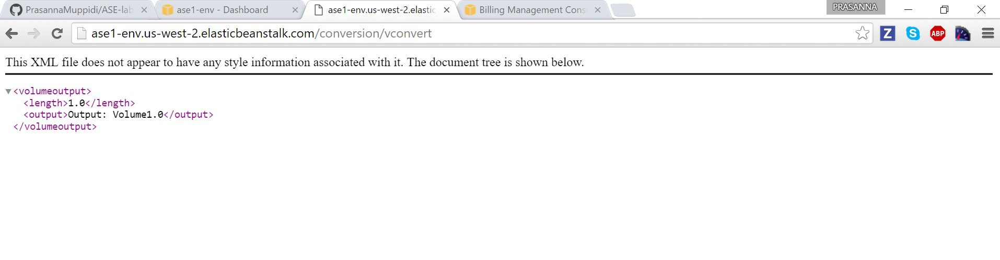 PrasannaMuppidi/ASE-lab
ase1-env - Dashboard
ase1-env.us-west-2.elastic
Billing Management Cons
PRASANNA
ase1-env.us-west-2.elasticbeanstalk.com/conversion/vconvert
Z
S
ABP
This XML file does not appear to have any style information associated with it. The document tree is shown below.
<volumeoutput>
<length>1.0</length>
<output>Output: Volume1.0</output>
</volumeoutput>